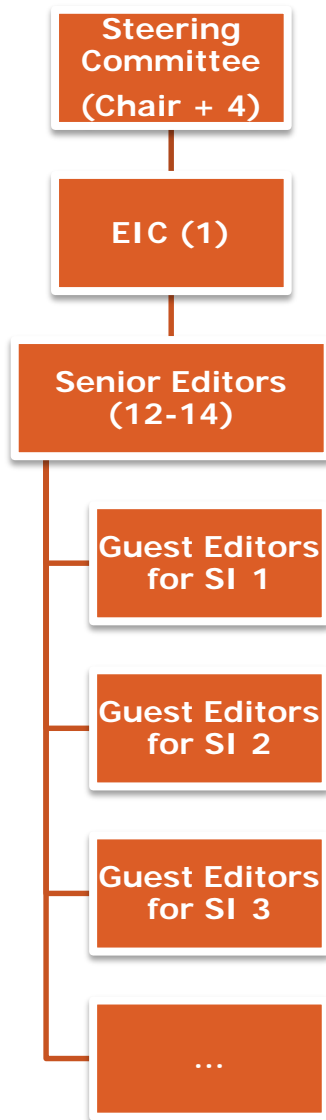 Steering
Committee
(Chair + 4)
EIC (1)
Senior Editors
(12-14)
Guest Editors
for SI 1
Guest Editors
for SI 2
Guest Editors
for SI 3
...